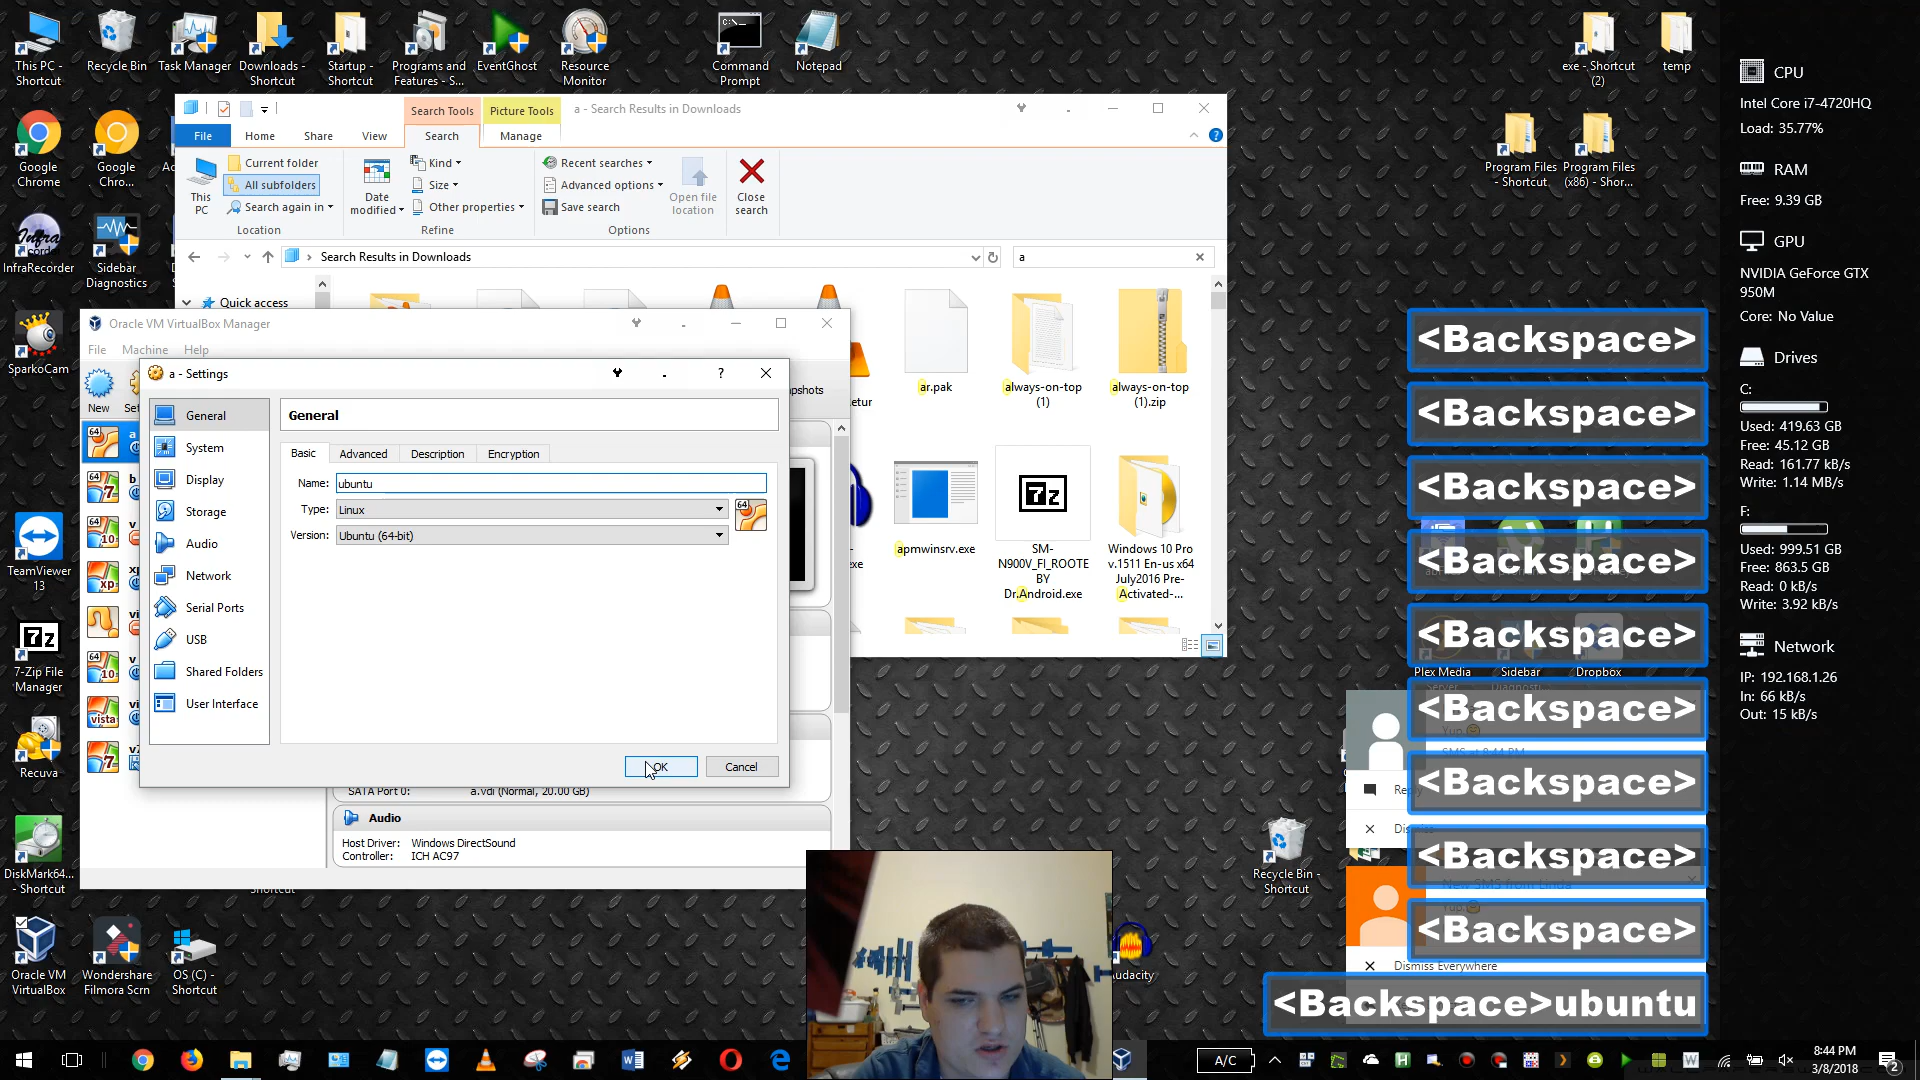 This PC -
Shortcut
Recycle Bin
Task Manager
Downloads -
Shortcut
Startup -
Shortcut
Programs and
Features - S...
EventGhost
Resource
Monitor
Command
Prompt
Notepad
exe - Shortcut
(2)
temp
Google
Chrome
Google
Chro...
Program Files
- Shortcut
Program Files
(x86) - Shor...
InfraRecorder
Sidebar
Diagnostics
SparkoCam
TeamViewer
13
7-Zip File
Manager
Recuva
DiskMark64...
- Shortcut
Oracle VM
VirtualBox
Wondershare
Filmora Scrn
OS (C) -
Shortcut
Search Tools
Picture Tools
a - Search Results in Downloads
File
Home
Share
View
Search
Manage
This
PC
Current folder
All subfolders
Search again in
Location
Date
modified
Kind
Size
Other properties
Refine
Recent searches
Advanced options
Save search
Open file
location
Options
Close
search
Search Results in Downloads
a
Quick access
ar.pak
always-on-top
(1)
always-on-top
(1).zip
apmwinsrv.exe
SM-
N900V_FI_ROOTE
BY
Dr.Android.exe
Windows 10 Pro
v.1511 En-us x64
July2016 Pre-
Activated-...
Oracle VM VirtualBox Manager
File
Machine
Help
New
a - Settings
General
System
Display
Storage
Audio
Network
Serial Ports
USB
Shared Folders
User Interface
General
Basic
Advanced
Description
Encryption
Name:
ubuntu
Type:
Linux
Version:
Ubuntu (64-bit)
64
OK
Cancel
SATA Port 0:
a.vdi (Normal, 20.00 GB)
Audio
Host Driver:
Windows DirectSound
Controller:
ICH AC97
CPU
Intel Core i7-4720HQ
Load: 35.77%
RAM
Free: 9.39 GB
GPU
NVIDIA GeForce GTX
950M
Core: No Value
Drives
C:
Used: 419.63 GB
Free: 45.12 GB
Read: 161.77 kB/s
Write: 1.14 MB/s
F:
Used: 999.51 GB
Free: 863.5 GB
Read: 0 kB/s
Write: 3.92 kB/s
Network
IP: 192.168.1.26
In: 66 kB/s
Out: 15 kB/s
<Backspace>
<Backspace>
<Backspace>
<Backspace>
<Backspace>
Plex Media
Sidebar
Dropbox
<Backspace>
<Backspace>
<Backspace>
<Backspace>
Dismiss Everywhere
<Backspace>ubuntu
Recycle Bin -
Shortcut
A/C
8:44 PM
3/8/2018
2